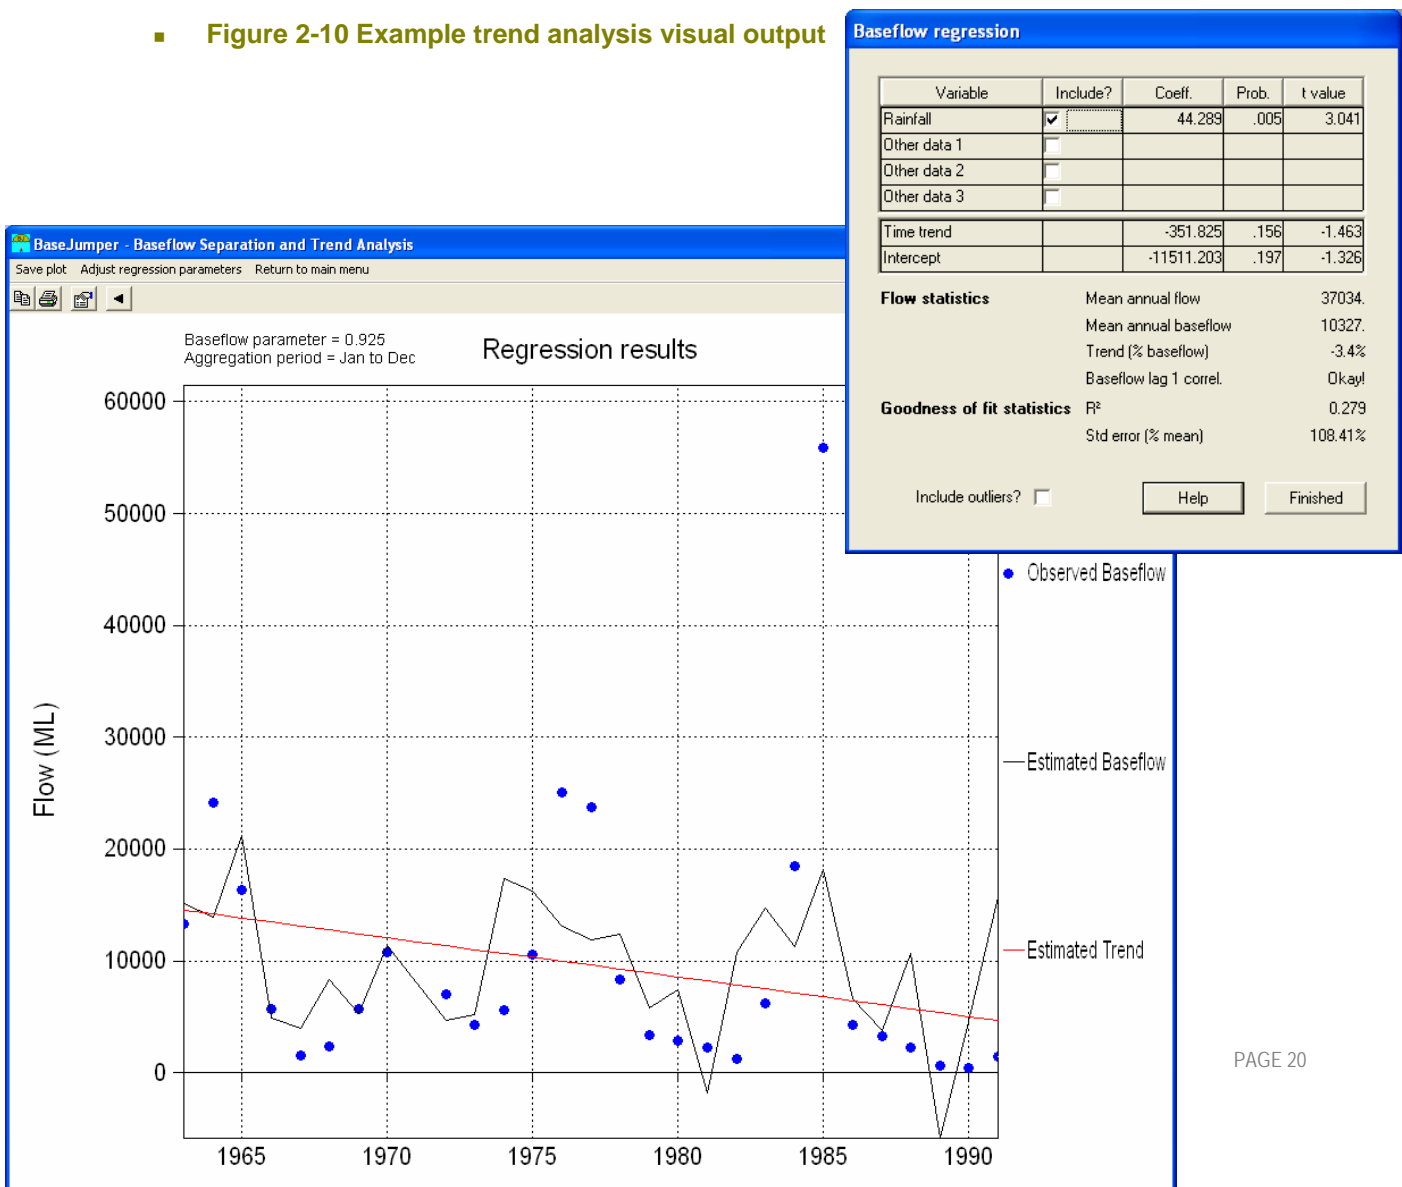 ▪ Figure 2-10 Example trend analysis visual output
Baseflow regression
Variable Include? Coeff. Prob. t value
Rainfall 44.289 .005 3.041
Other data 1
Other data 2
Other data 3
Time trend -351.825 .156 -1.463
Intercept -11511.203 .197 -1.326
Flow statistics Mean annual flow 37034.
Mean annual baseflow 10327.
Trend (% baseflow) -3.4%
Baseflow lag 1 correl. Okay!
Goodness of fit statistics R² 0.279
Std error (% mean) 108.41%
Include outliers? Help Finished
BaseJumper - Baseflow Separation and Trend Analysis
Save plot Adjust regression parameters Return to main menu
Baseflow parameter = 0.925
Aggregation period = Jan to Dec
Regression results
60000
50000
40000
30000
20000
10000
0
Flow (ML)
1965 1970 1975 1980 1985 1990
Observed Baseflow
Estimated Baseflow
Estimated Trend
PAGE 20